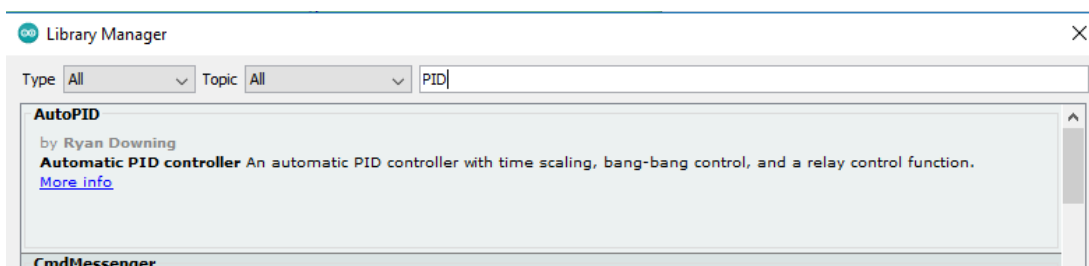 Library Manager
Type All Topic All PID
AutoPID
by Ryan Downing
Automatic PID controller An automatic PID controller with time scaling, bang-bang control, and a relay control function.
More info
CmdMessenger